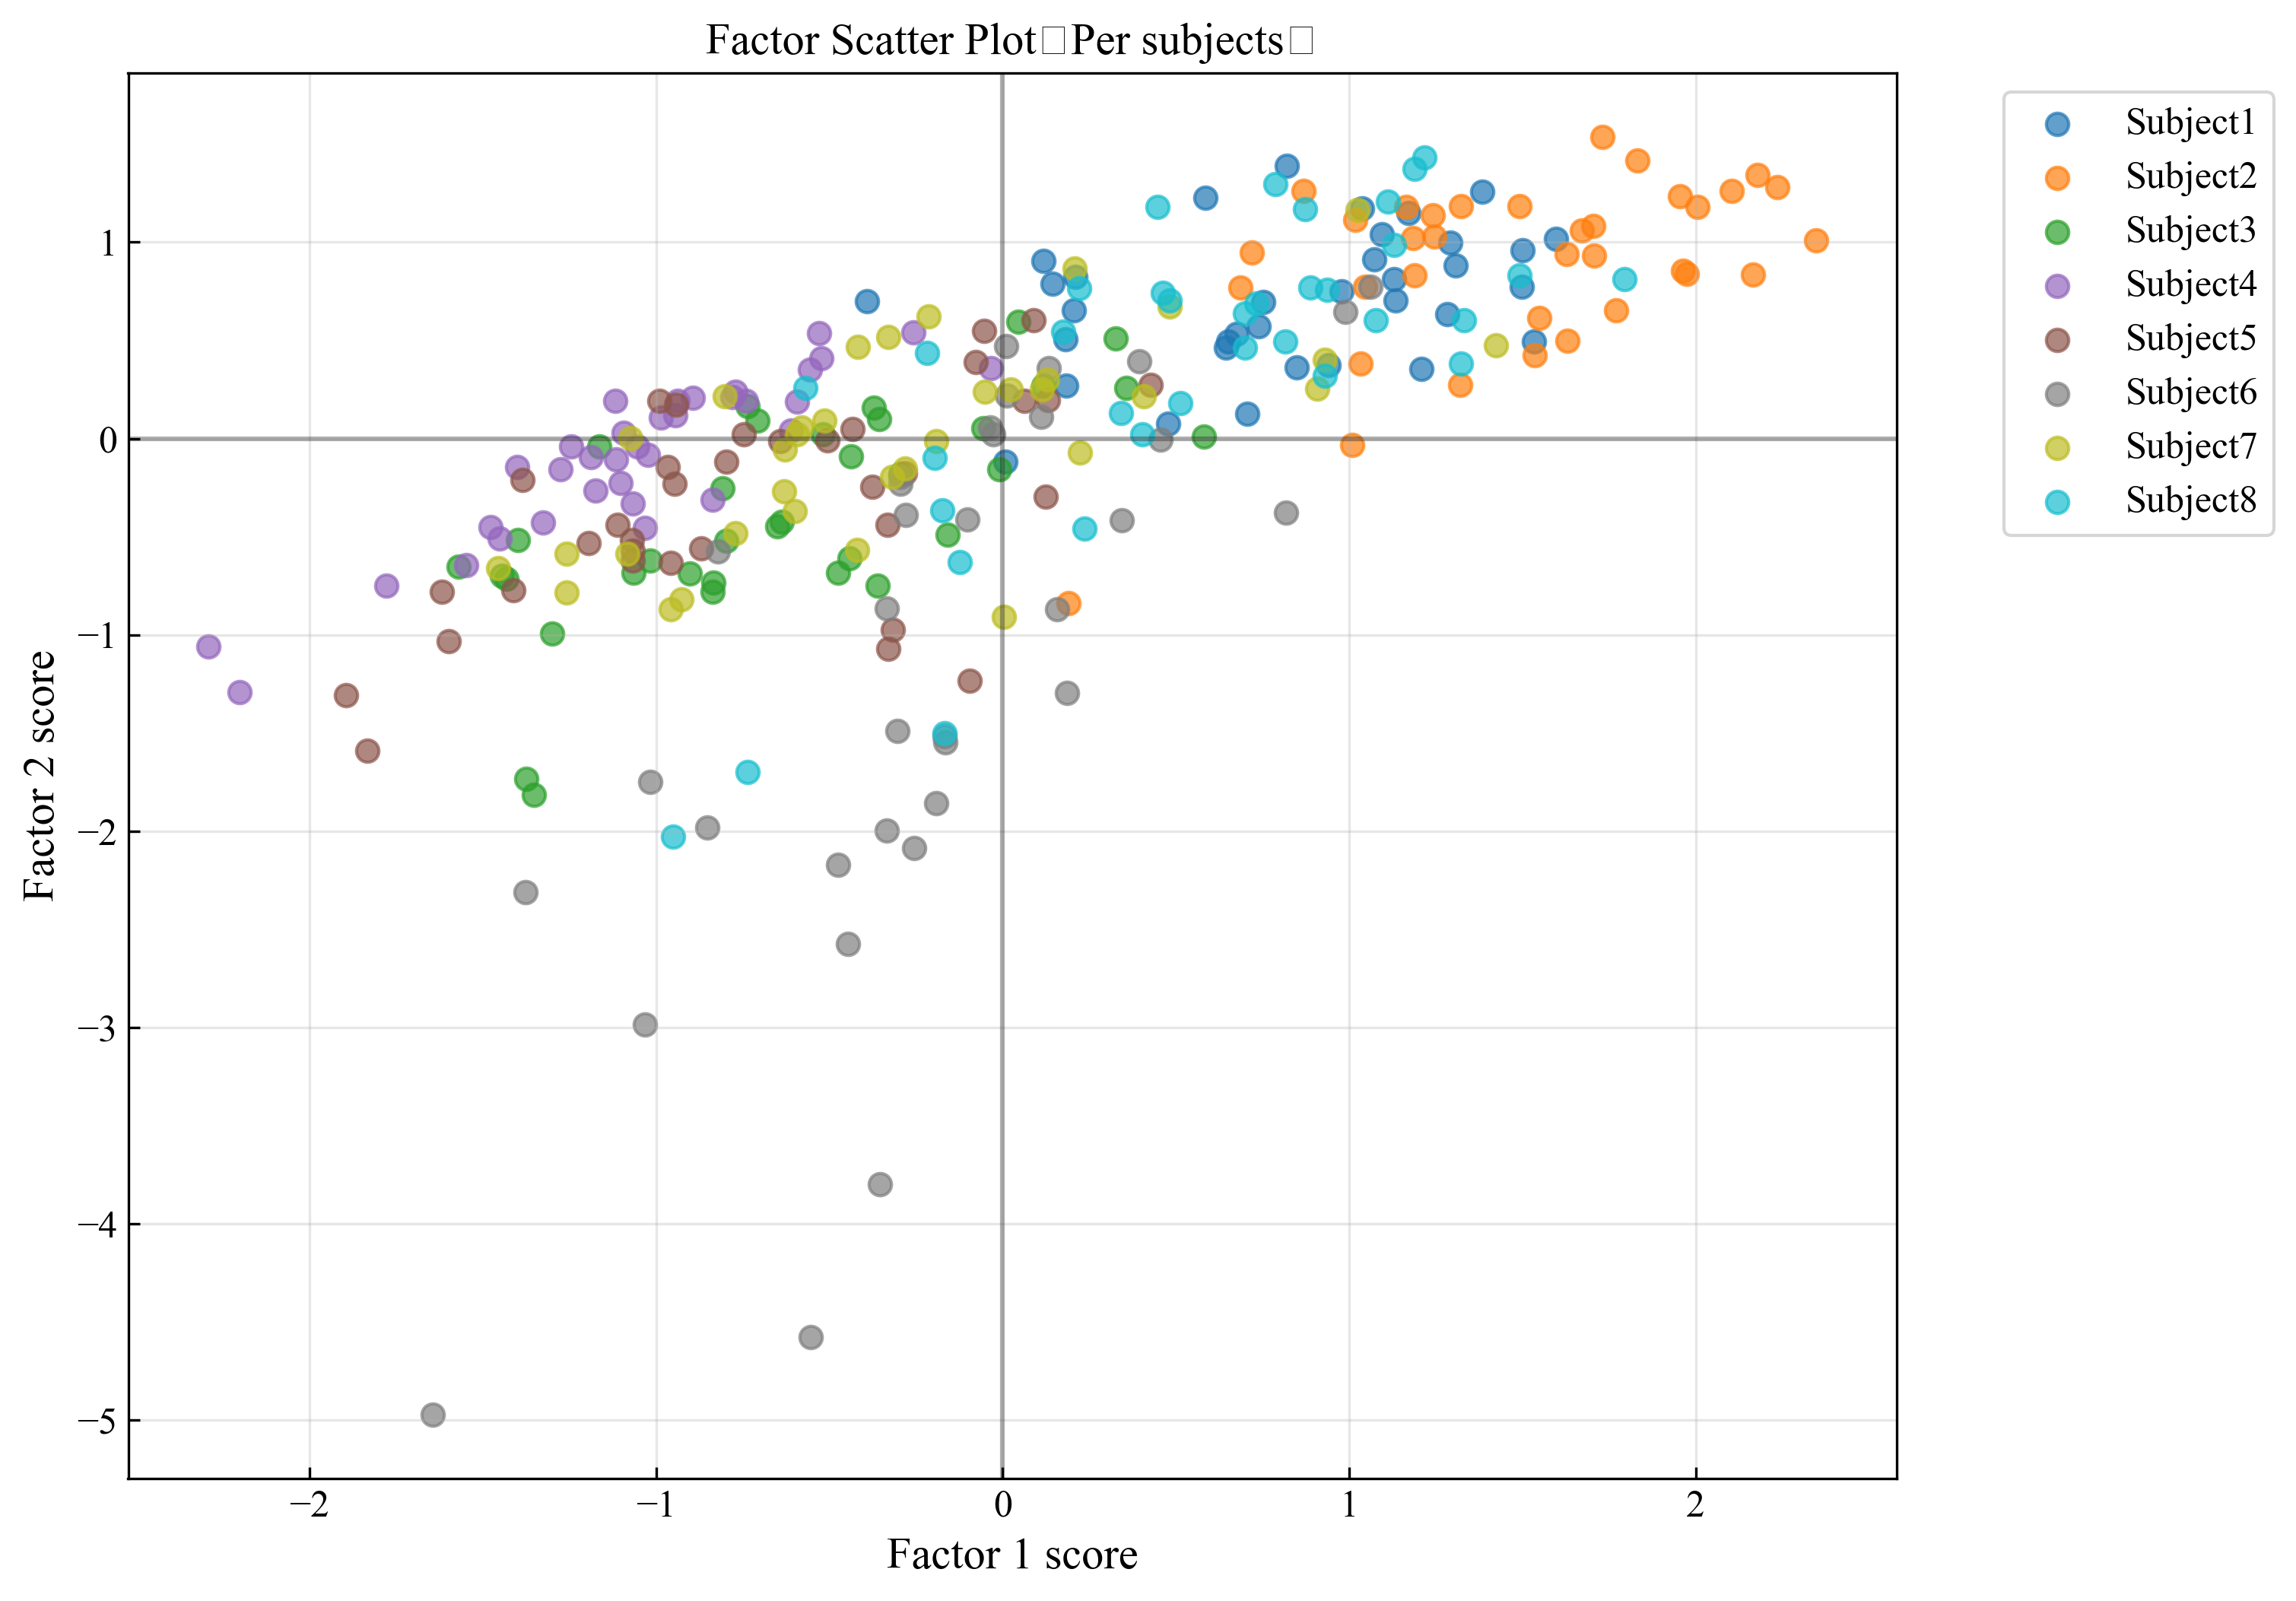 Factor Scatter Plot□Per subjects□
Subject1
Subject2
Subject3
Subject4
Subject5
Subject6
Subject7
Subject8
Factor 2 score
1
0
−1
−2
−3
−4
−5
−2
−1
0
1
2
Factor 1 score